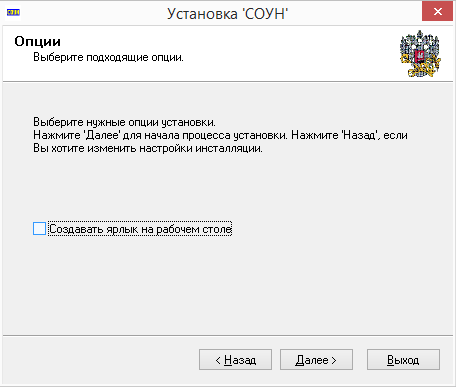 Установка 'СОУН'
Опции
Выберите подходящие опции.
Выберите нужные опции установки.
Нажмите 'Далее' для начала процесса установки. Нажмите 'Назад', если
Вы хотите изменить настройки инсталляции.
Создавать ярлык на рабочем столе
< Назад
Далее >
Выход